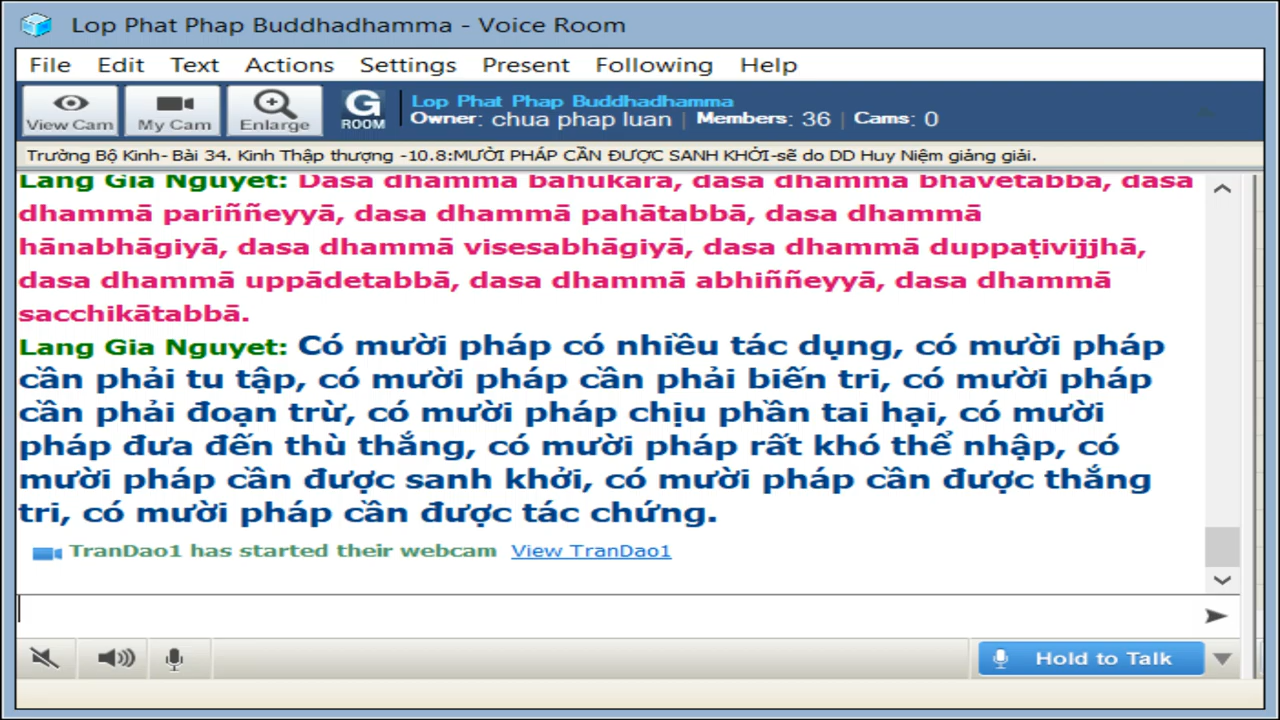 Lop Phat Phap Buddhadhamma - Voice Room
File Edit Text Actions Settings Present Following Help
View Cam My Cam Enlarge G ROOM Lop Phat Phap Buddhadhamma
Owner: chua phap luan | Members: 36 | Cams: 0
Trường Bộ Kinh- Bài 34. Kinh Thập thượng -10.8:MƯỜI PHÁP CẦN ĐƯỢC SANH KHỞI-sẽ do DD Huy Niệm giảng giải.
Lang Gia Nguyet: Dasa dhammā bahukārā, dasa dhammā bhāvetabbā, dasa
dhammā pariññeyyā, dasa dhammā pahātabbā, dasa dhammā
hānabhāgiyā, dasa dhammā visesabhāgiyā, dasa dhammā duppaṭivijjhā,
dasa dhammā uppādetabbā, dasa dhammā abhiññeyyā, dasa dhammā
sacchikātabbā.
Lang Gia Nguyet: Có mười pháp có nhiều tác dụng, có mười pháp
cần phải tu tập, có mười pháp cần phải biến tri, có mười pháp
cần phải đoạn trừ, có mười pháp chịu phần tai hại, có mười
pháp đưa đến thù thắng, có mười pháp rất khó thể nhập, có
mười pháp cần được sanh khởi, có mười pháp cần được thắng
tri, có mười pháp cần được tác chứng.
TranDao1 has started their webcam View TranDao1
Hold to Talk